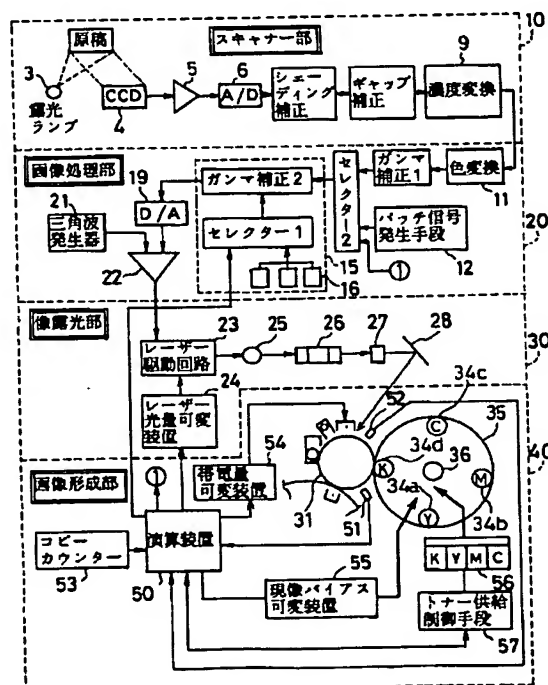 原稿
スキャナー部
10
3
露光
ランプ
CCD
4
5
6
A/D
シェーディング補正
ギャップ補正
9
濃度変換
画像処理部
21
三角波
発生器
19
D/A
22
ガンマ補正2
セレクター1
15
16
セレクター2
ガンマ補正1
色変換
11
パッチ信号
発生手段
12
①
20
像露光部
23
レーザー
駆動回路
25
26
27
28
30
24
レーザー光量可変装置
画像形成部
①
54
帯電量
可変装置
52
34c
C
35
34d
K
36
34a
Y
M
34b
40
31
51
コピー
カウンター
53
演算装置
50
55
現像バイアス
可変装置
K Y M C
56
トナー供給
制御手段
57